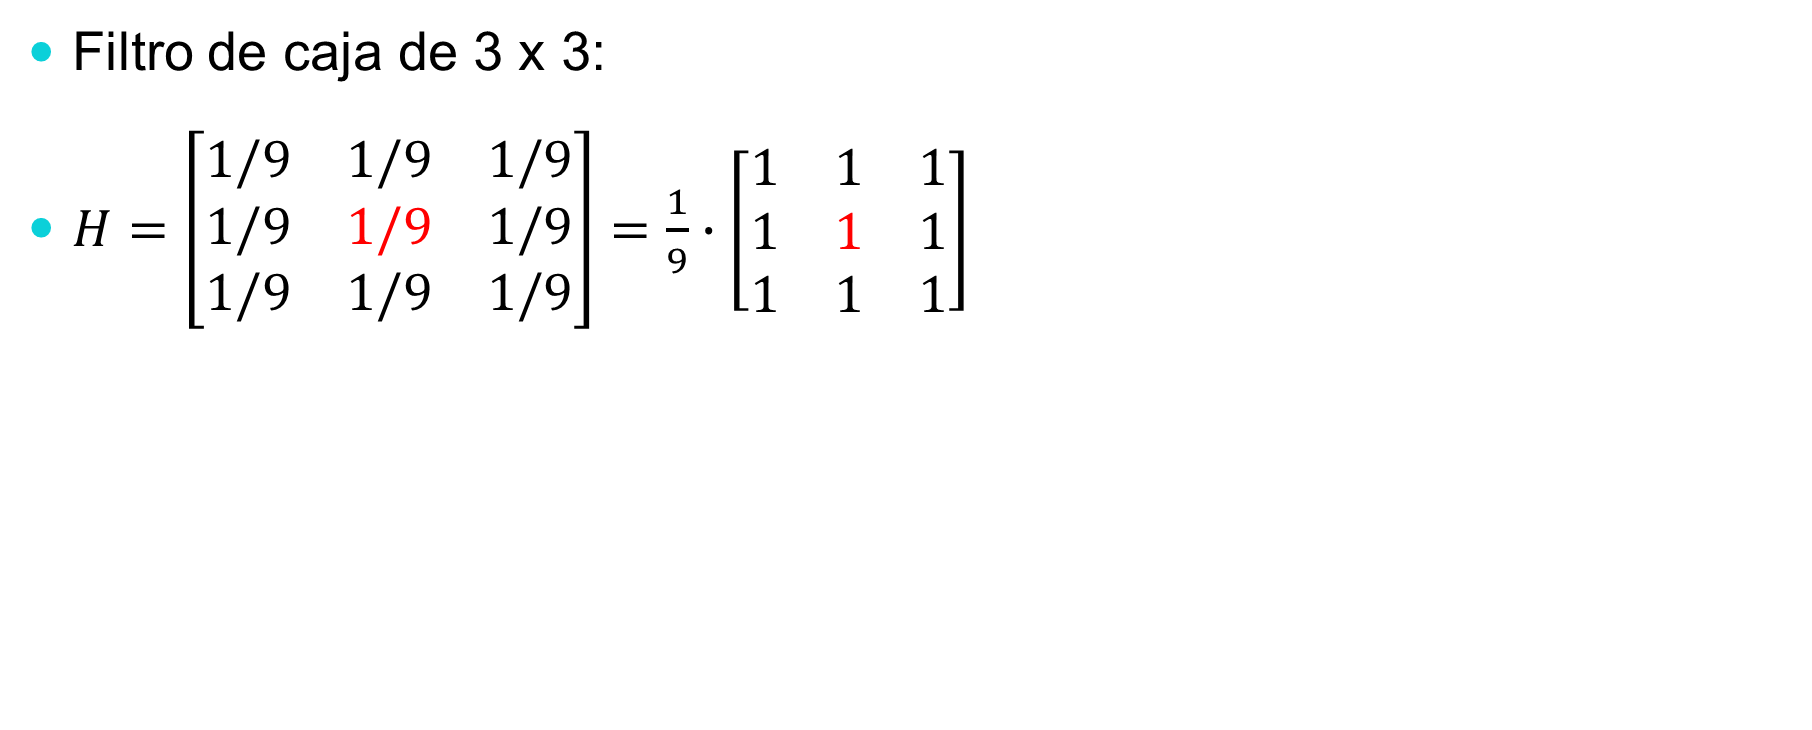 • Filtro de caja de 3 x 3:
• H = [1/9 1/9 1/9
1/9 1/9 1/9
1/9 1/9 1/9] = 1/9 · [1 1 1
1 1 1
1 1 1]